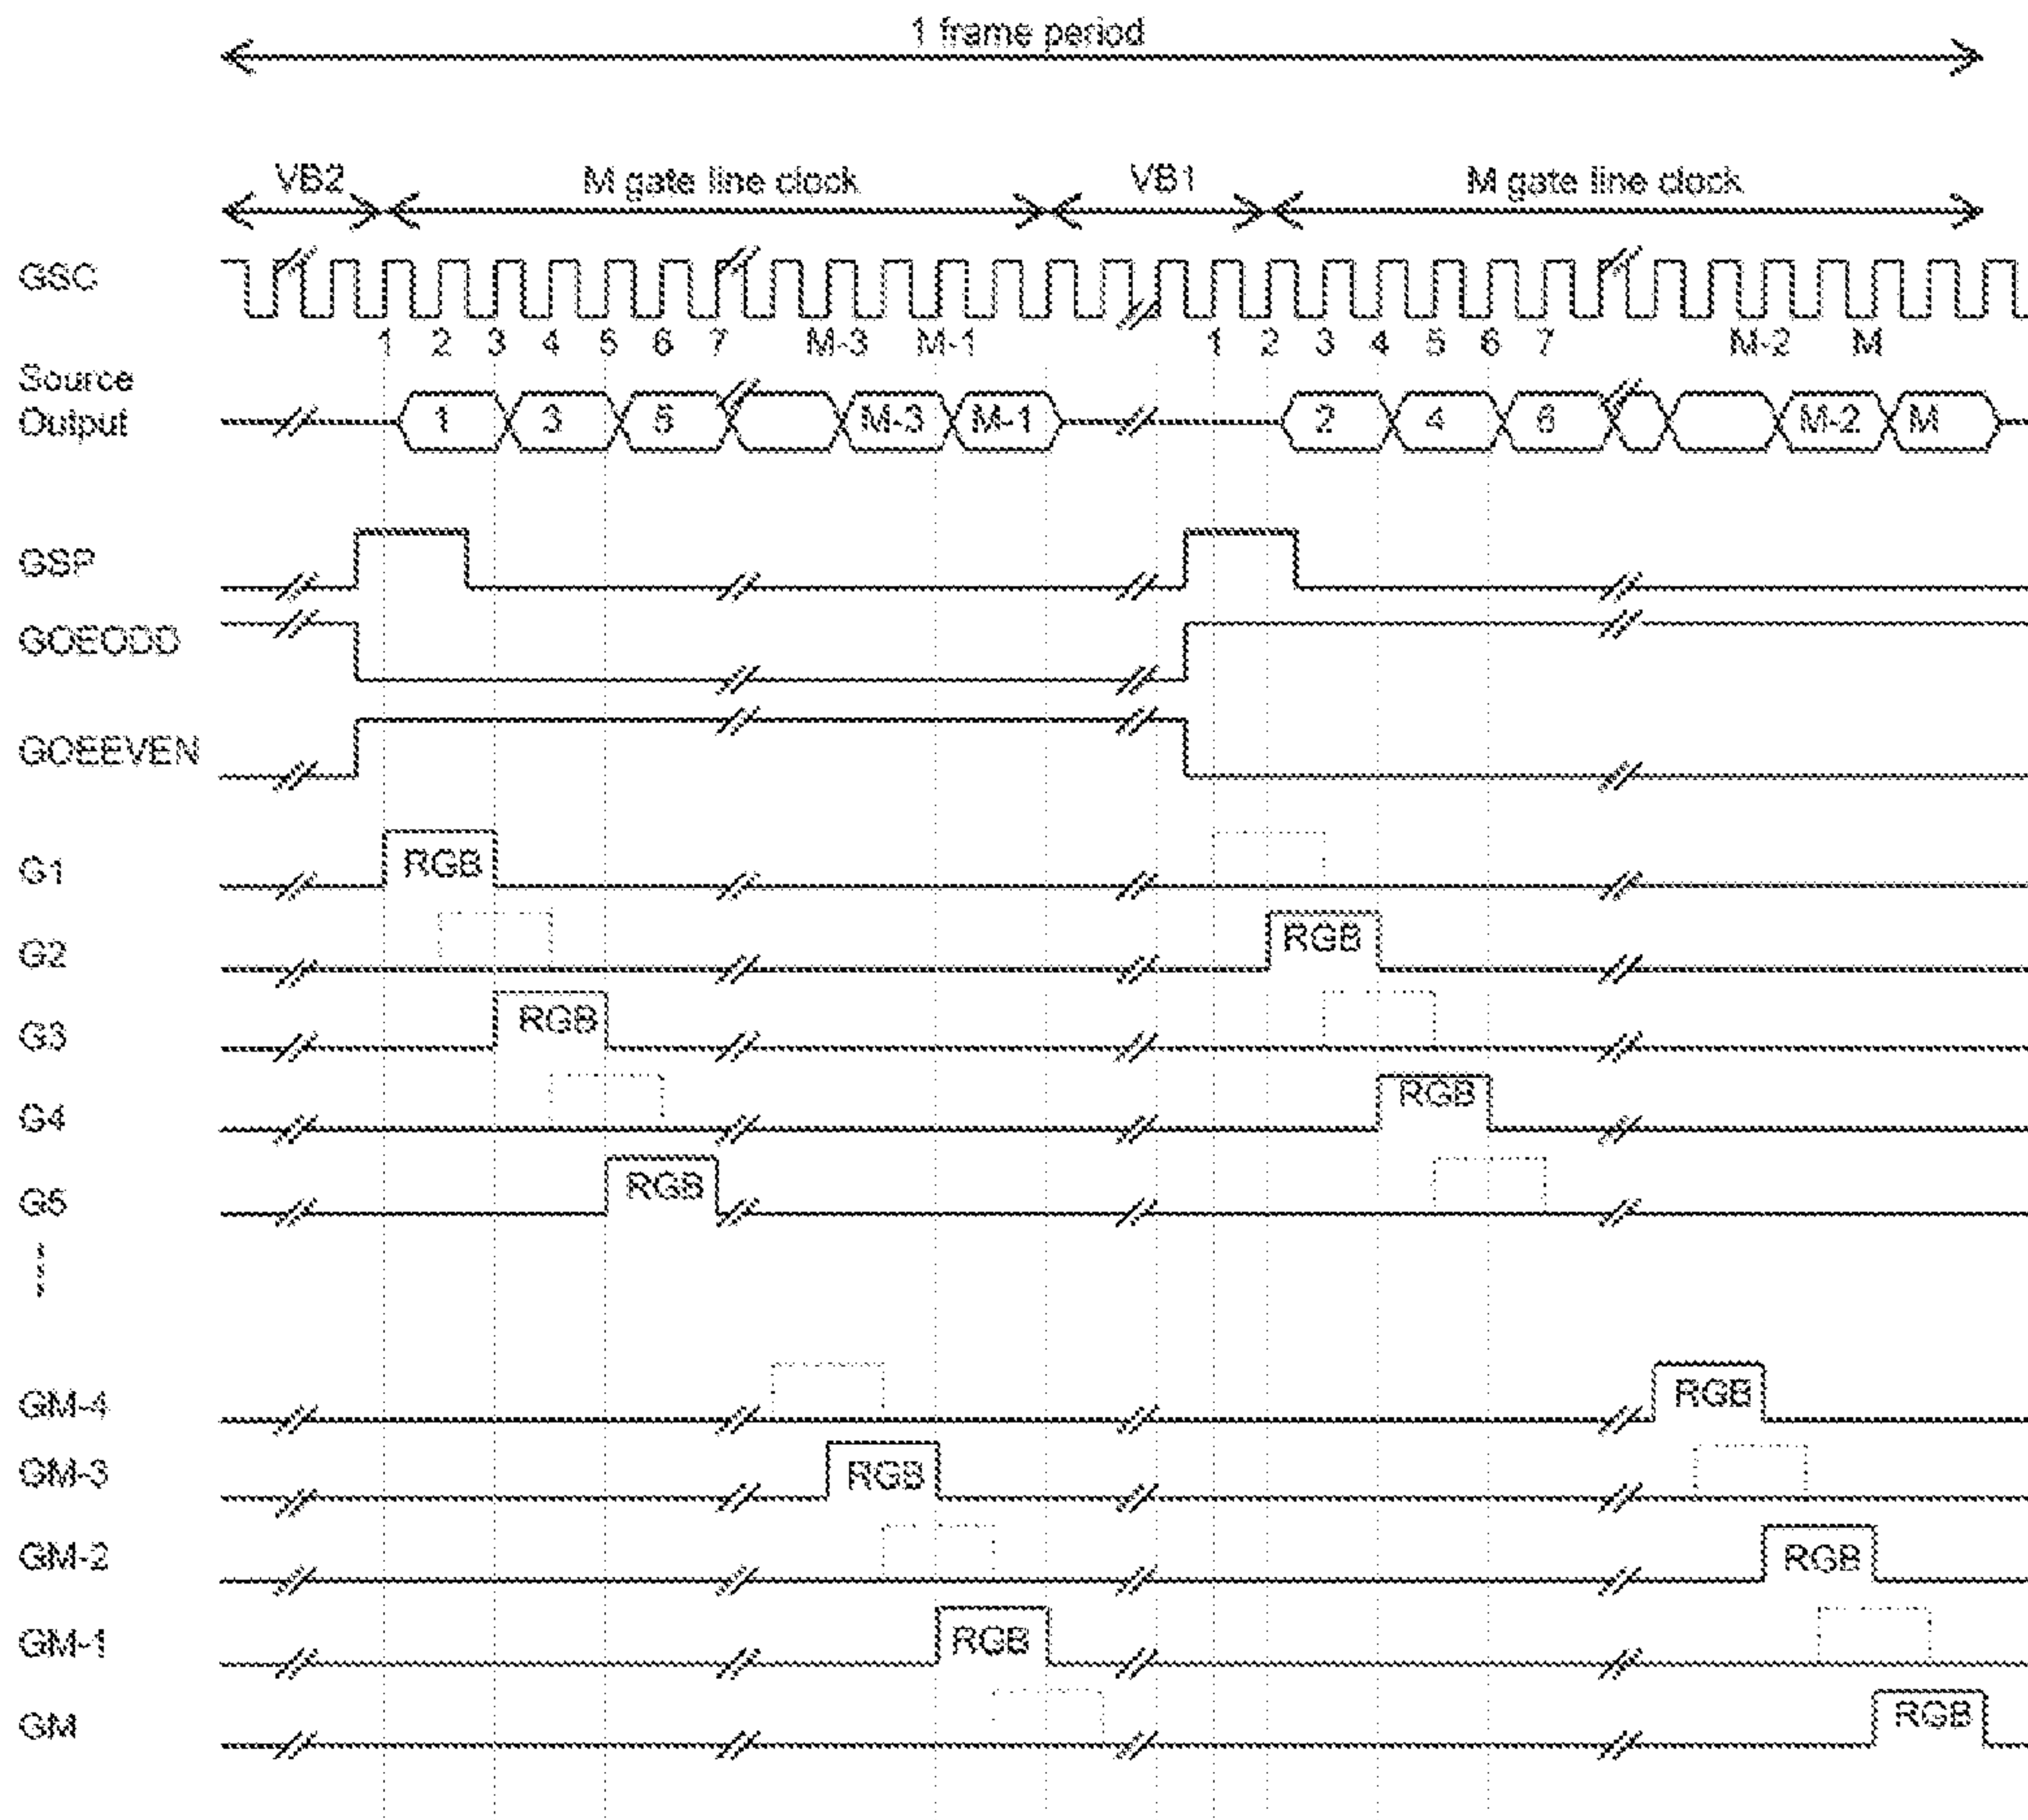 1 frame period
VB2 M gate line clock VB1 M gate line clock
GSC
1 2 3 4 5 6 7 M-3 M-1 1 2 3 4 5 6 7 M-2 M
Source
Output
1 3 5 M-3 M-1 2 4 6 M-2 M
GSP
GOEODD
GOEEVEN
G1 RGB
G2 RGB
G3 RGB
G4 RGB
G5 RGB
GM-4 RGB
GM-3 RGB
GM-2 RGB
GM-1 RGB
GM RGB